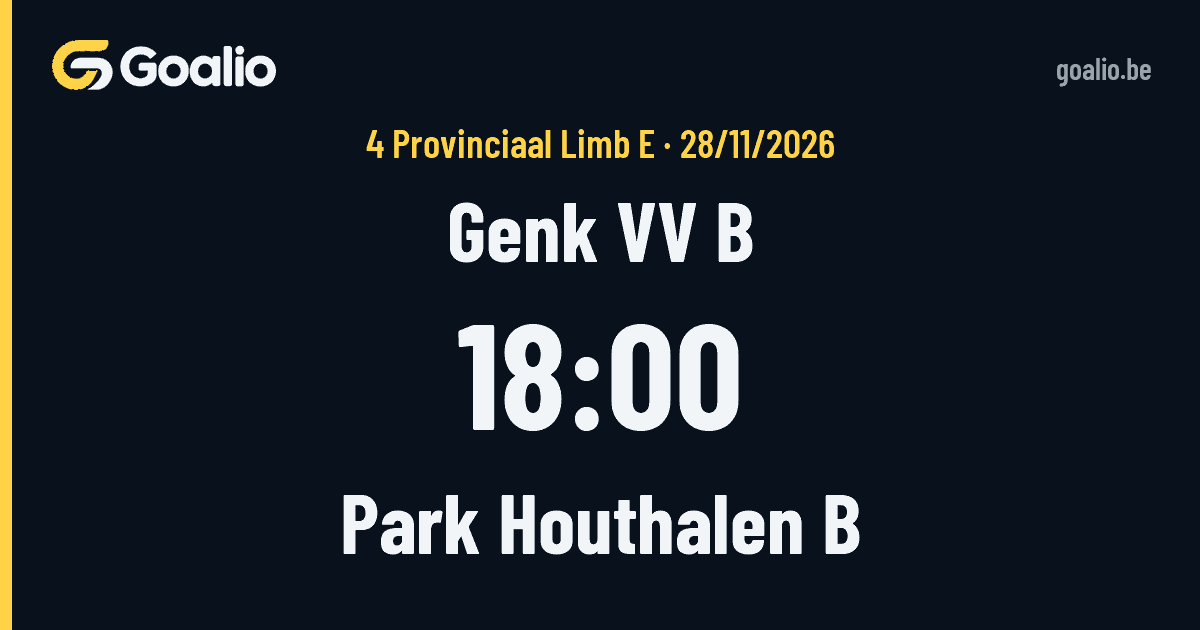 Goalio
goalio.be
4 Provinciaal Limb E · 28/11/2026
Genk VV B
18:00
Park Houthalen B